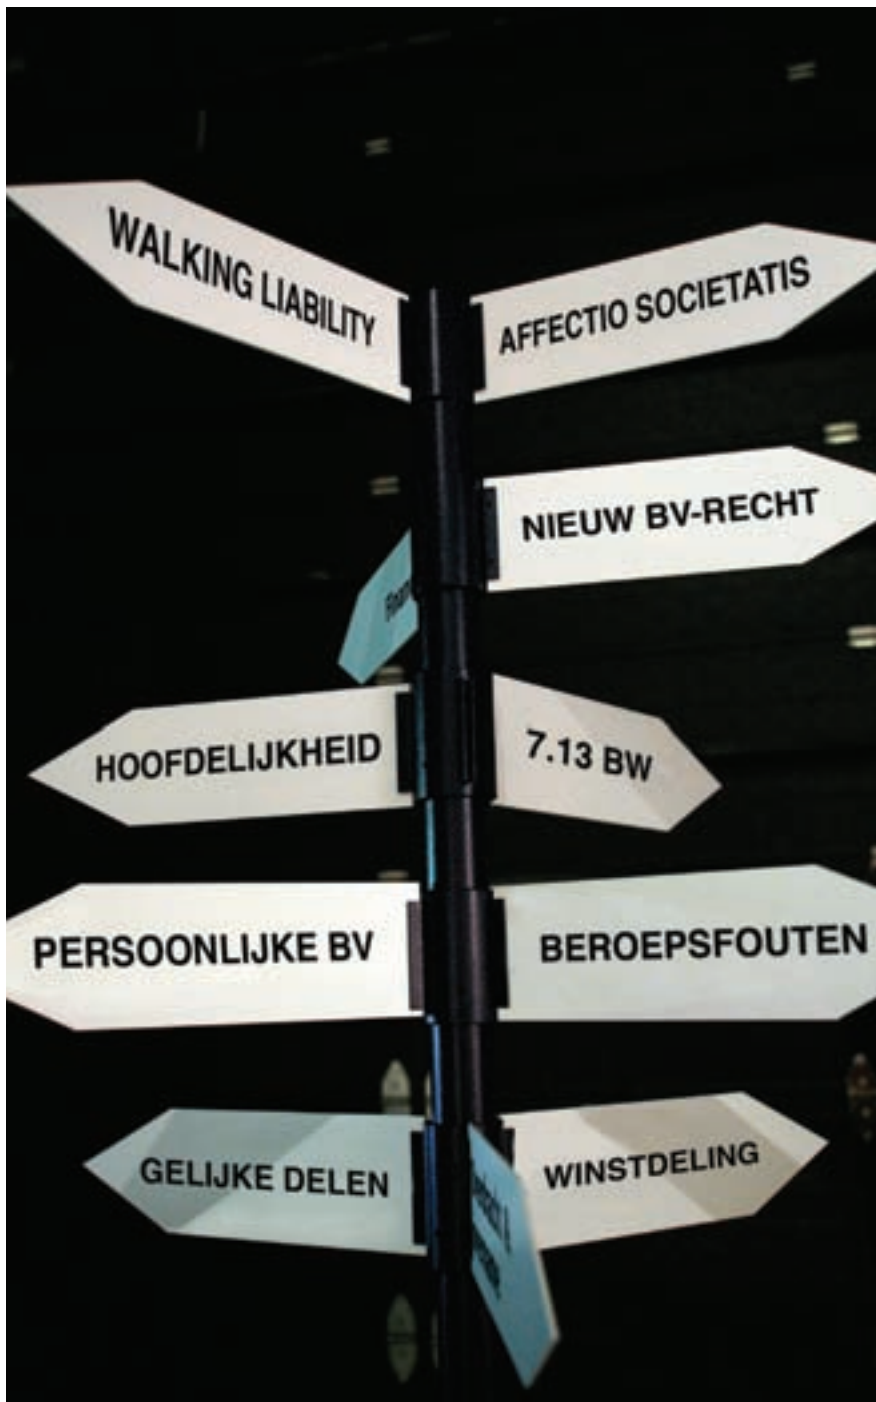 WALKING LIABILITY
AFFECTIO SOCIETATIS
NIEUW BV-RECHT
HOOFDELIJKHEID
7.13 BW
PERSOONLIJKE BV
BEROEPSFOUTEN
GELIJKE DELEN
WINSTDELING